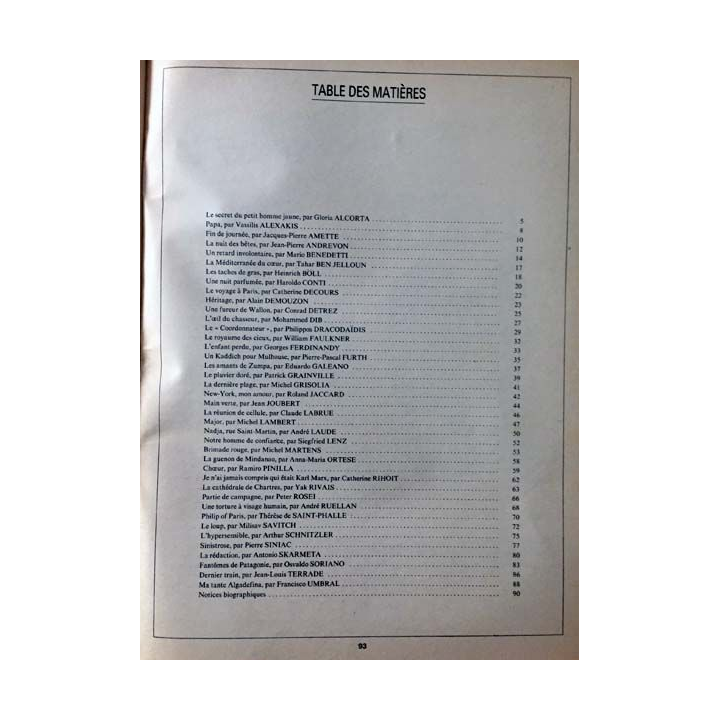 TABLE DES MATIÈRES
Le secret du petit homme jaune, par Gloria ALCORTA 5
Papa, par Vassilis ALEXAKIS 8
Fin de journée, par Jacques-Pierre AMETTE 10
La nuit des bêtes, par Jean-Pierre ANDREVON 12
Un retard involontaire, par Mario BENEDETTI 14
La Méditerranée du cœur, par Tahar BEN JELLOUN 17
Les taches de gras, par Heinrich BÖLL 18
Une nuit parfumée, par Haroldo CONTI 20
Le voyage à Paris, par Catherine DECOURS 22
Héritage, par Alain DEMOUZON 23
Une fureur de Wallon, par Conrad DETREZ 25
L'œil du chasseur, par Mohammed DIB 27
Le « Coordonnateur », par Philippos DRACODAÏDIS 29
Le royaume des cieux, par William FAULKNER 32
L'enfant perdu, par Georges FERDINANDY 33
Un Kaddich pour Mulhouse, par Pierre-Pascal FURTH 35
Les amants de Zumpa, par Eduardo GALEANO 37
Le pluvier doré, par Patrick GRAINVILLE 39
La dernière plage, par Michel GRISOLIA 41
New-York, mon amour, par Roland JACCARD 42
Main verte, par Jean JOUBERT 44
La réunion de cellule, par Claude LABRUE 46
Major, par Michel LAMBERT 47
Nadja, rue Saint-Martin, par André LAUDE 50
Notre homme de confiance, par Siegfried LENZ 52
Brimade rouge, par Michel MARTENS 53
La guenon de Mindanao, par Anna-Maria ORTESE 58
Chœur, par Ramiro PINILLA 59
Je n'ai jamais compris qui était Karl Marx, par Catherine RIHOIT 62
La cathédrale de Chartres, par Yak RIVAIS 63
Partie de campagne, par Peter ROSEI 66
Une torture à visage humain, par André RUELLAN 68
Philip of Paris, par Thérèse de SAINT-PHALLE 70
Le loup, par Milisav SAVITCH 72
L'hypersensible, par Arthur SCHNITZLER 75
Sinistrose, par Pierre SINIAC 77
La rédaction, par Antonio SKARMETA 80
Fantômes de Patagonie, par Osvaldo SORIANO 83
Dernier train, par Jean-Louis TERRADE 86
Ma tante Algadefina, par Francisco UMBRAL 88
Notices biographiques 90
93